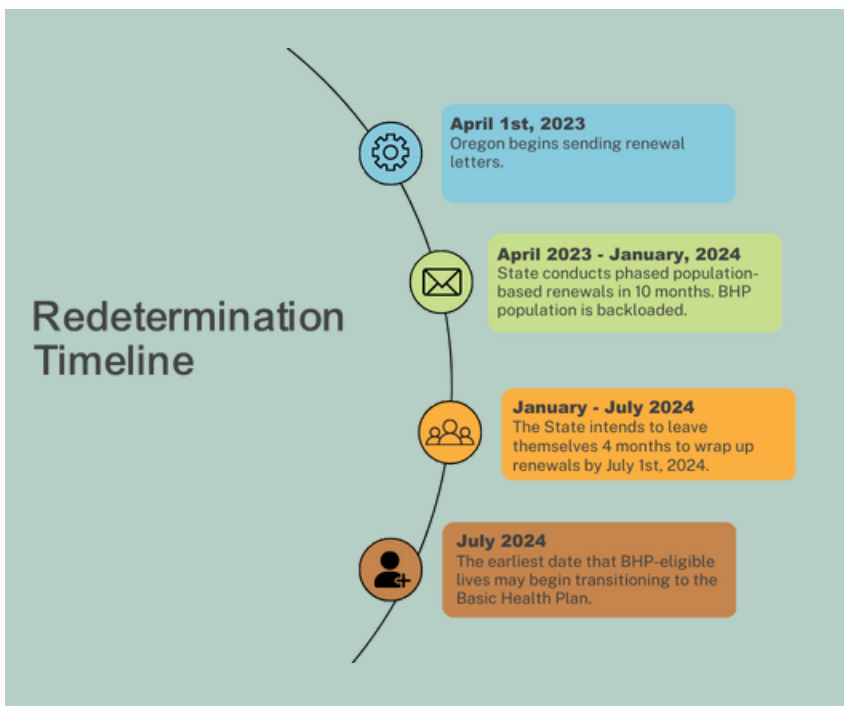 Redetermination
Timeline
April 1st, 2023
Oregon begins sending renewal
letters.
April 2023 - January, 2024
State conducts phased population-
based renewals in 10 months. BHP
population is backloaded.
January - July 2024
The State intends to leave
themselves 4 months to wrap up
renewals by July 1st, 2024.
July 2024
The earliest date that BHP-eligible
lives may begin transitioning to the
Basic Health Plan.